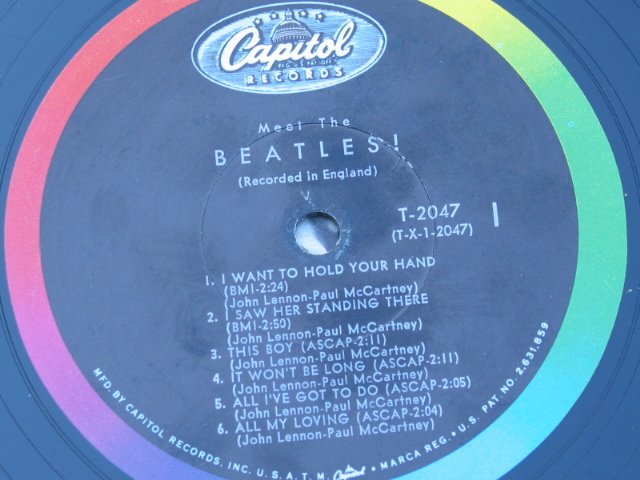 Capitol
RECORDS
Meet The
BEATLES!
(Recorded in England)
T-2047 1
(T-X-1-2047)
1. I WANT TO HOLD YOUR HAND
(BMI-2:24)
(John Lennon-Paul McCartney)
2. I SAW HER STANDING THERE
(BMI-2:50)
(John Lennon-Paul McCartney)
3. THIS BOY (ASCAP-2:11)
(John Lennon-Paul McCartney)
4. IT WON'T BE LONG (ASCAP-2:11)
(John Lennon-Paul McCartney)
5. ALL I'VE GOT TO DO (ASCAP-2:05)
(John Lennon-Paul McCartney)
6. ALL MY LOVING (ASCAP-2:04)
(John Lennon-Paul McCartney)
MFD. BY CAPITOL RECORDS, INC. U.S.A. T.M. Capitol MARCA REG. • U.S. PAT. NO. 2,631,859